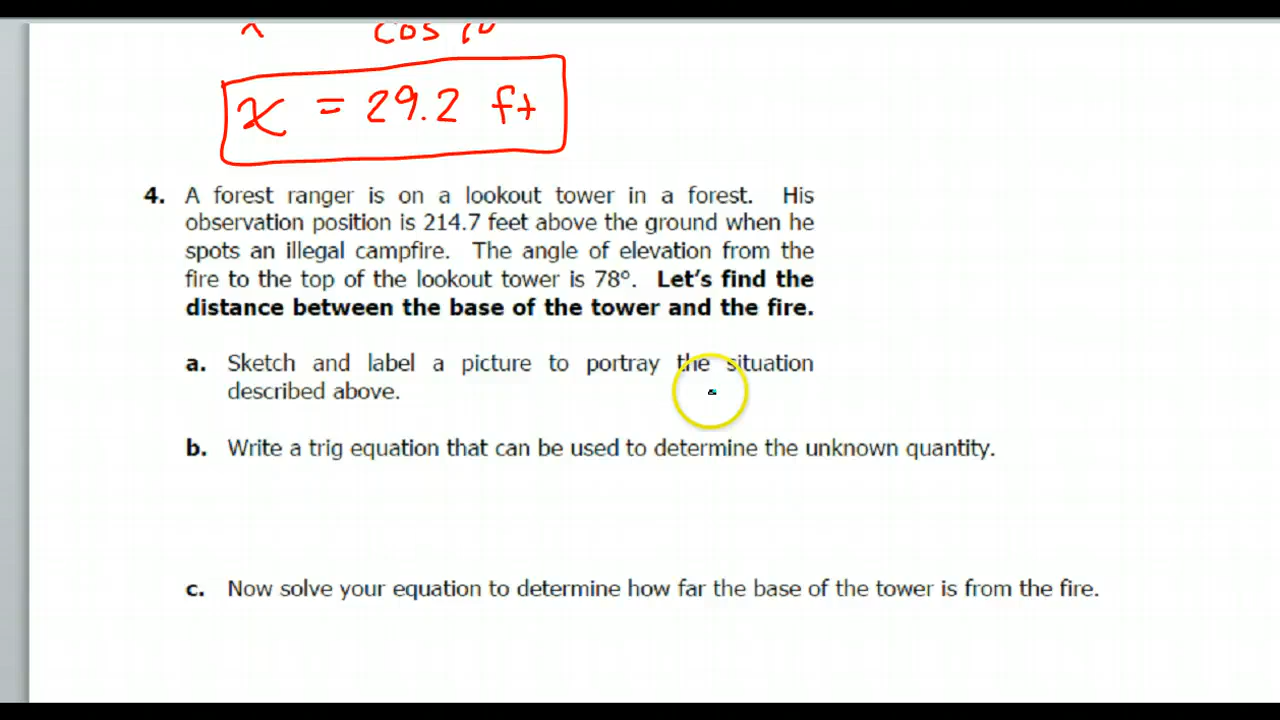 x = 29.2 ft
4. A forest ranger is on a lookout tower in a forest. His
observation position is 214.7 feet above the ground when he
spots an illegal campfire. The angle of elevation from the
fire to the top of the lookout tower is 78°. Let's find the
distance between the base of the tower and the fire.
a. Sketch and label a picture to portray the situation
described above.
b. Write a trig equation that can be used to determine the unknown quantity.
c. Now solve your equation to determine how far the base of the tower is from the fire.